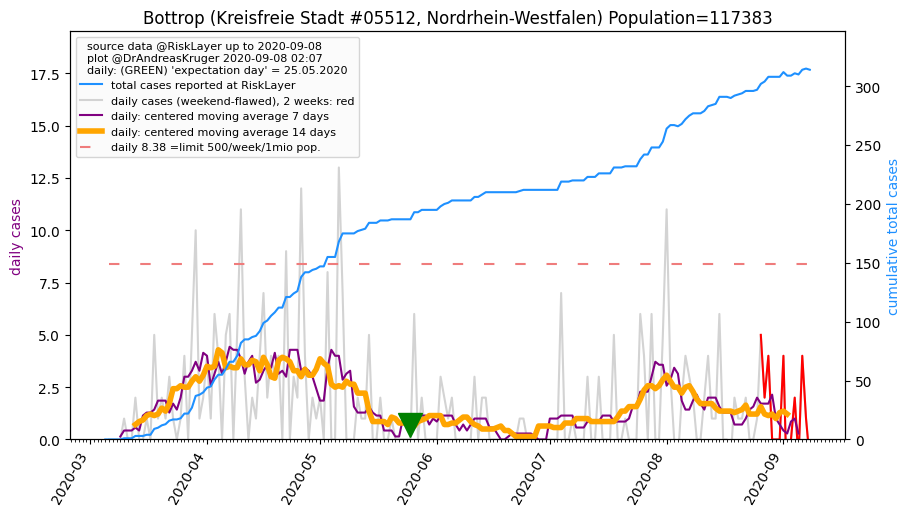 Bottrop (Kreisfreie Stadt #05512, Nordrhein-Westfalen) Population=117383
source data @RiskLayer up to 2020-09-08
plot @DrAndreasKruger 2020-09-08 02:07
daily: (GREEN) 'expectation day' = 25.05.2020
total cases reported at RiskLayer
daily cases (weekend-flawed), 2 weeks: red
daily: centered moving average 7 days
daily: centered moving average 14 days
daily 8.38 =limit 500/week/1mio pop.
daily cases
17.5
15.0
12.5
10.0
7.5
5.0
2.5
0.0
cumulative total cases
300
250
200
150
100
50
0
2020-03
2020-04
2020-05
2020-06
2020-07
2020-08
2020-09